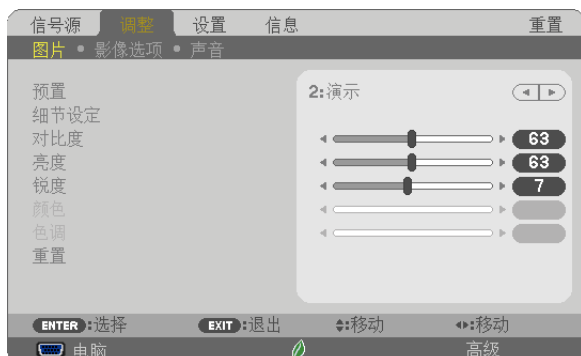 信号源 调整 设置 信息 重置
图片 • 影像选项 • 声音
预置 2:演示
细节设定
对比度 63
亮度 63
锐度 7
颜色
色调
重置
ENTER:选择 EXIT:退出 :移动 :移动
电脑 高级